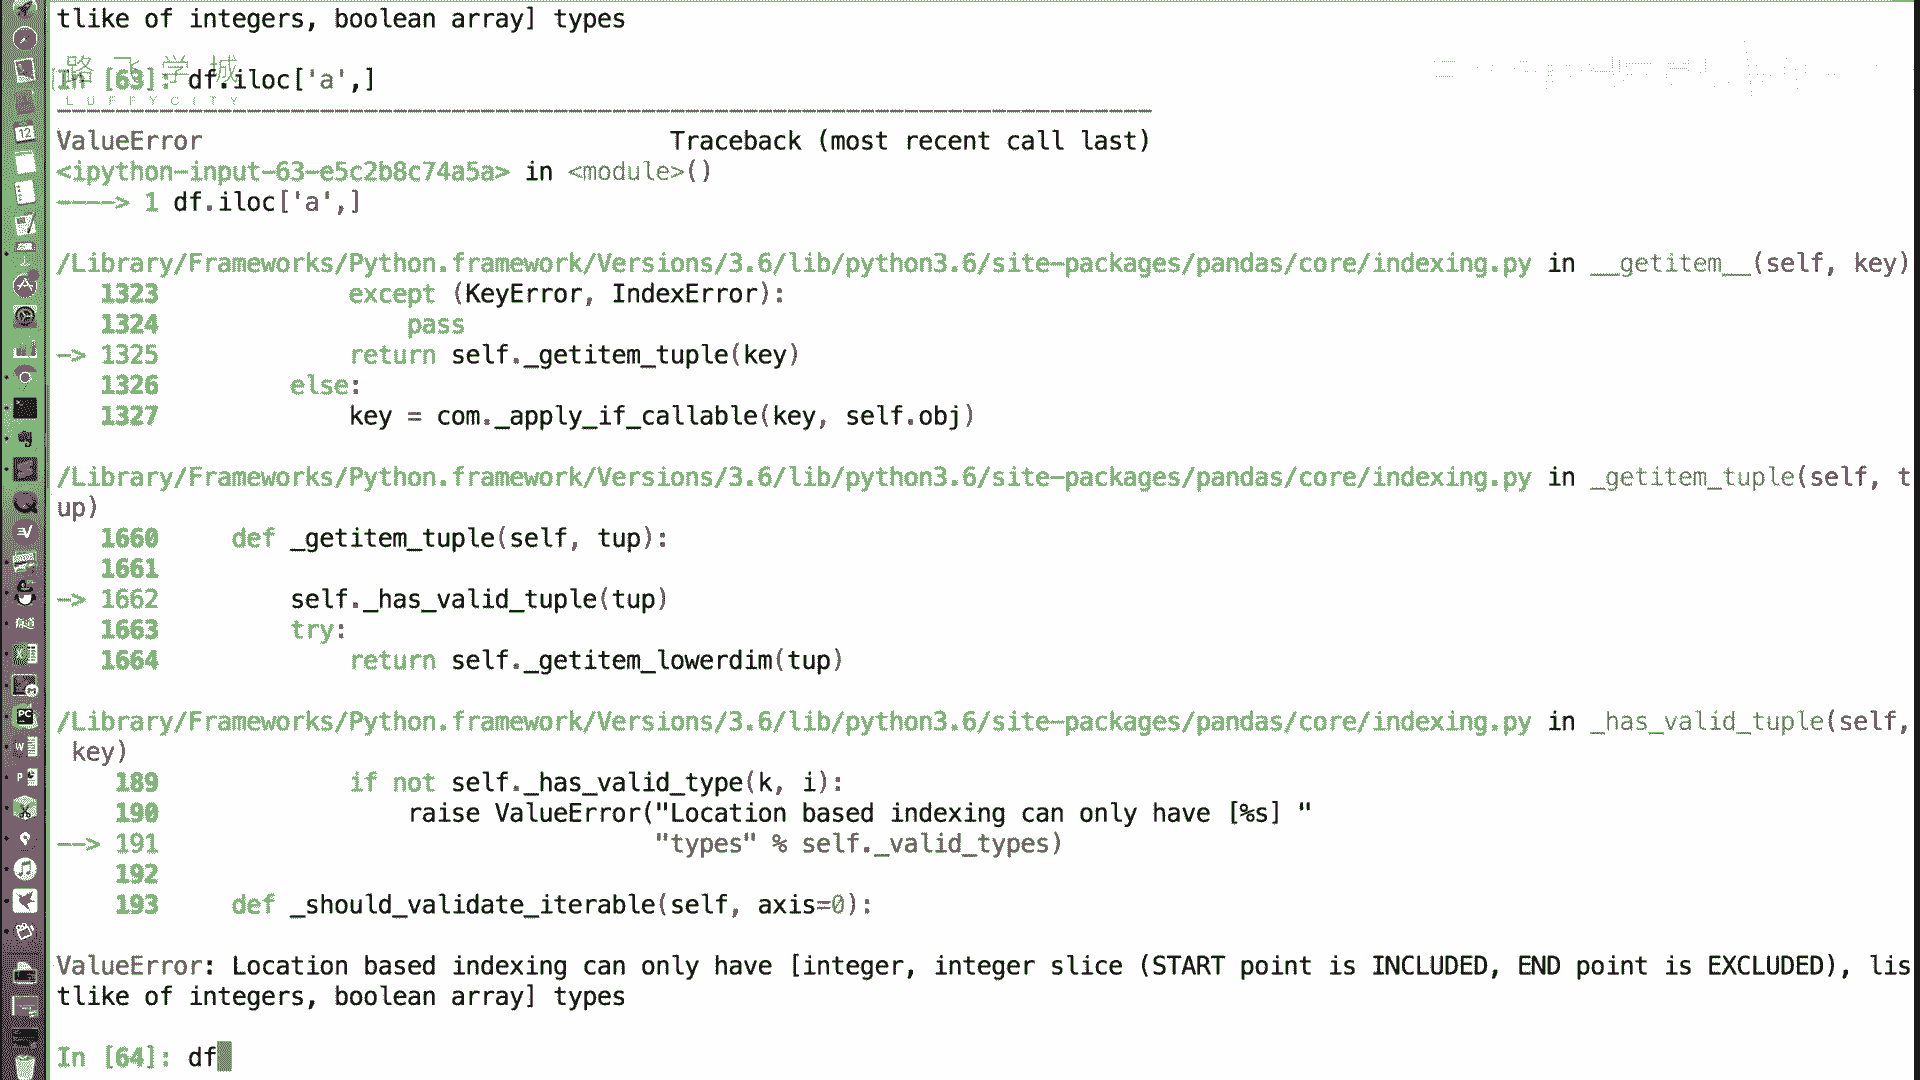 tlike of integers, boolean array] types
路飞学城
LUFFYCITY
In [63]: df.iloc['a',]
---------------------------------------------------------------------------
ValueError                                Traceback (most recent call last)
<ipython-input-63-e5c2b8c74a5a> in <module>()
----> 1 df.iloc['a',]
/Library/Frameworks/Python.framework/Versions/3.6/lib/python3.6/site-packages/pandas/core/indexing.py in __getitem__(self, key)
   1323             except (KeyError, IndexError):
   1324                 pass
-> 1325             return self._getitem_tuple(key)
   1326         else:
   1327             key = com._apply_if_callable(key, self.obj)
/Library/Frameworks/Python.framework/Versions/3.6/lib/python3.6/site-packages/pandas/core/indexing.py in _getitem_tuple(self, t
up)
   1660     def _getitem_tuple(self, tup):
   1661
-> 1662         self._has_valid_tuple(tup)
   1663         try:
   1664             return self._getitem_lowerdim(tup)
/Library/Frameworks/Python.framework/Versions/3.6/lib/python3.6/site-packages/pandas/core/indexing.py in _has_valid_tuple(self,
 key)
    189             if not self._has_valid_type(k, i):
    190                 raise ValueError("Location based indexing can only have [%s] "
--> 191                                  "types" % self._valid_types)
    192
    193     def _should_validate_iterable(self, axis=0):
ValueError: Location based indexing can only have [integer, integer slice (START point is INCLUDED, END point is EXCLUDED), lis
tlike of integers, boolean array] types
In [64]: df